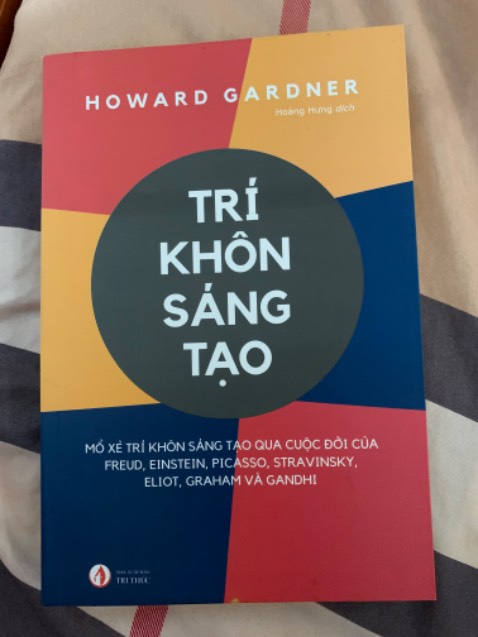 HOWARD GARDNER
Hoàng Hưng dịch
TRÍ
KHÔN
SÁNG
TẠO
MỔ XẺ TRÍ KHÔN SÁNG TẠO QUA CUỘC ĐỜI CỦA
FREUD, EINSTEIN, PICASSO, STRAVINSKY,
ELIOT, GRAHAM VÀ GANDHI
TRI THỨC